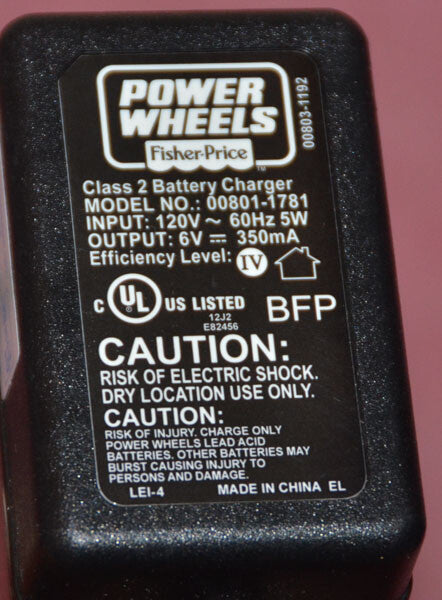 POWER
WHEELS
Fisher-Price
™
00803-1192
Class 2 Battery Charger
MODEL NO.: 00801-1781
INPUT: 120V ~ 60Hz 5W
OUTPUT: 6V ⎓ 350mA
Efficiency Level: IV
C UL US LISTED BFP
12J2
E82456
CAUTION:
RISK OF ELECTRIC SHOCK.
DRY LOCATION USE ONLY.
CAUTION:
RISK OF INJURY. CHARGE ONLY
POWER WHEELS LEAD ACID
BATTERIES. OTHER BATTERIES MAY
BURST CAUSING INJURY TO
PERSONS AND DAMAGE.
LEI-4 MADE IN CHINA EL